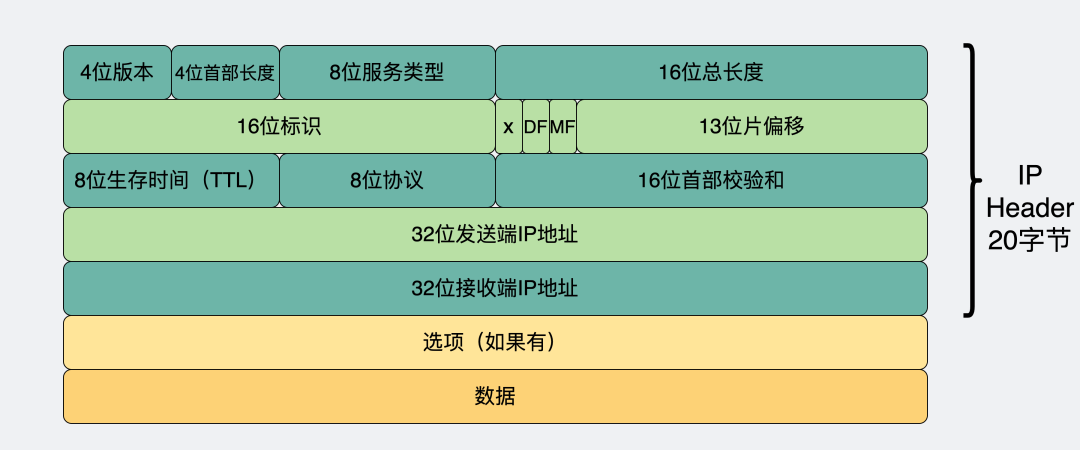 4位版本 4位首部长度 8位服务类型 16位总长度
16位标识 x DF MF 13位片偏移
8位生存时间（TTL） 8位协议 16位首部校验和
32位发送端IP地址
32位接收端IP地址
选项（如果有）
数据
IP
Header
20字节